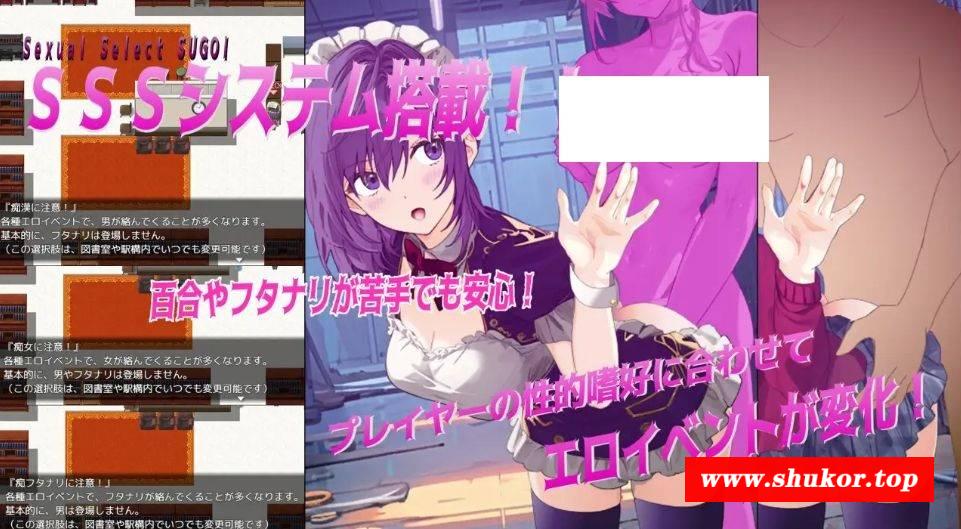 Sexual Select SUGOI
SSSシステム搭載！！
『痴漢に注意！』
各種エロイベントで、男が絡んでくることが多くなります。
基本的に、フタナリは登場しません。
（この選択肢は、図書室や駅構内でいつでも変更可能です）
百合やフタナリが苦手でも安心！
『痴女に注意！』
各種エロイベントで、女が絡んでくることが多くなります。
基本的に、男やフタナリは登場しません。
（この選択肢は、図書室や駅構内でいつでも変更可能です）
プレイヤーの性的嗜好に合わせて
エロイベントが変化！
『痴フタナリに注意！』
各種エロイベントで、フタナリが絡んでくることが多くなります。
基本的に、男は登場しません。
（この選択肢は、図書室や駅構内でいつでも変更可能です）
www.shukor.top